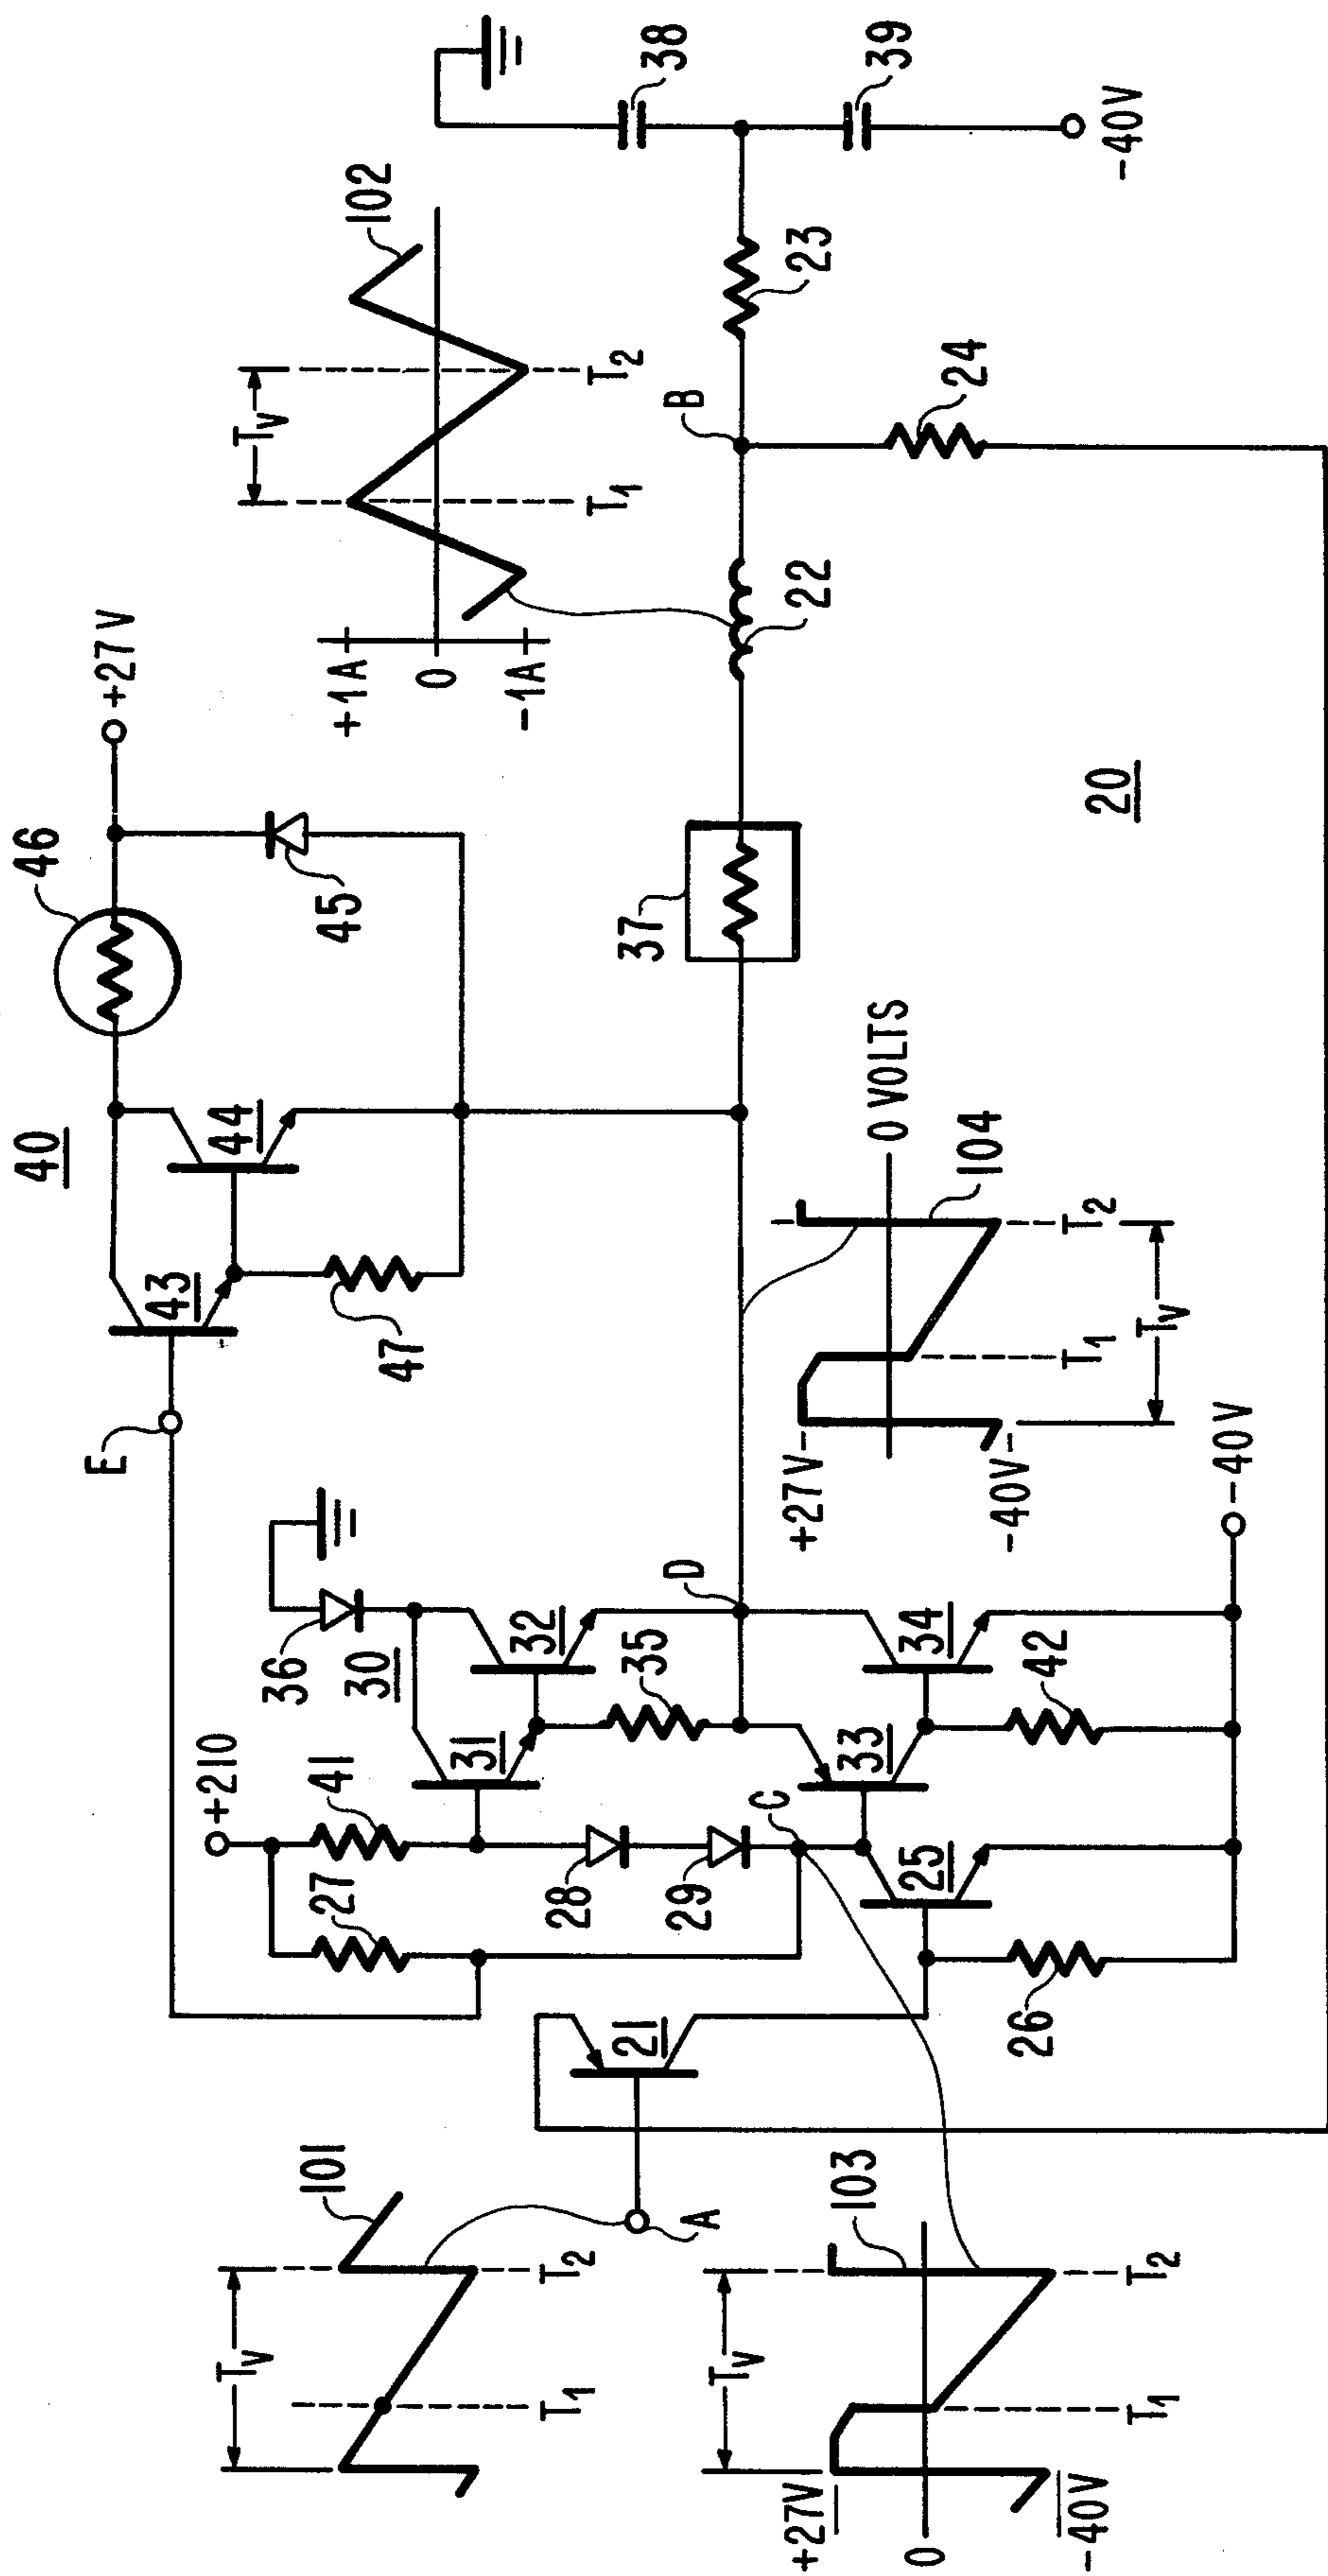 40
46
+27 V
43
44
45
47
E
+210
27
41
36
30
31
32
35
28
29
C
D
25
33
34
26
42
-40V
21
A
101
TV
T1
T2
103
TV
+27V
0
-40V
T1
T2
0 VOLTS
+27V
-40V
104
T1
T2
TV
37
22
B
23
24
20
+1A
0
-1A
TV
102
T1
T2
38
39
-40V